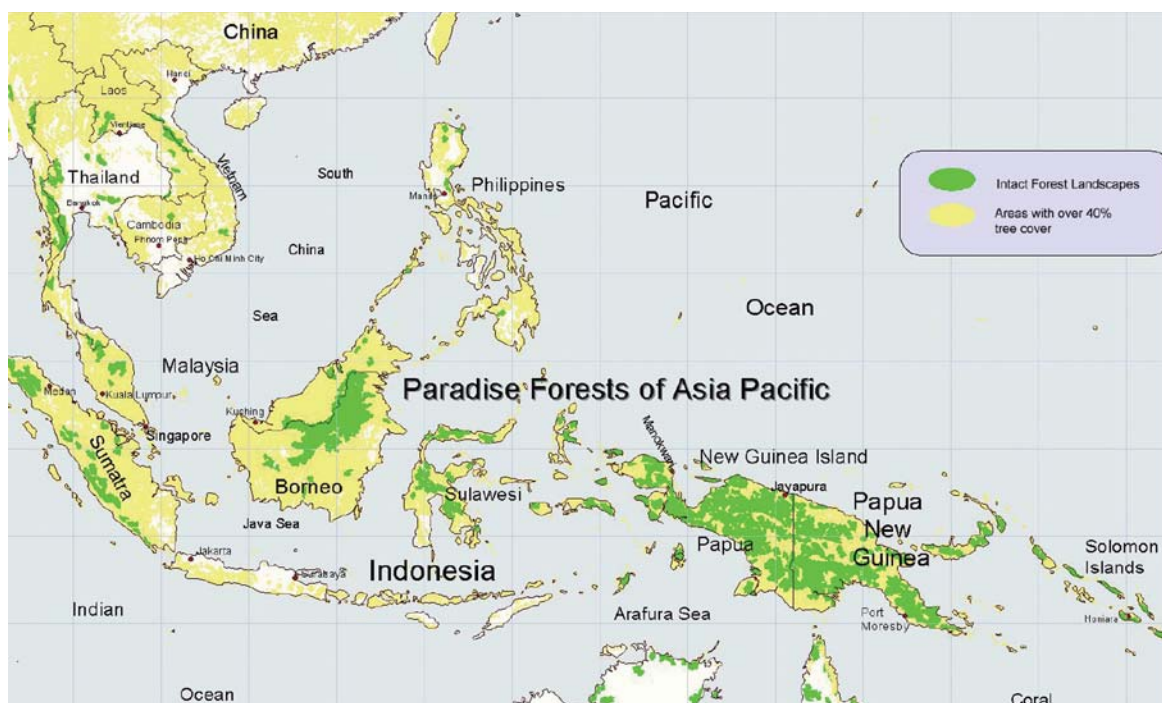 China
Hanoi
Laos
Vientiane
Thailand
Vietnam
Bangkok
Cambodia
Phnom Penh
Ho Chi Minh City
South
China
Sea
Philippines
Manila
Pacific
Ocean
Intact Forest Landscapes
Areas with over 40%
tree cover
Malaysia
Paradise Forests of Asia Pacific
Medan
Kuala Lumpur
Kuching
Singapore
Sumatra
Borneo
Sulawesi
Manokwari
New Guinea Island
Jayapura
Papua
New
Guinea
Papua
Java Sea
Jakarta
Surabaya
Indonesia
Solomon
Islands
Honiara
Port
Moresby
Arafura Sea
Indian
Ocean
Coral